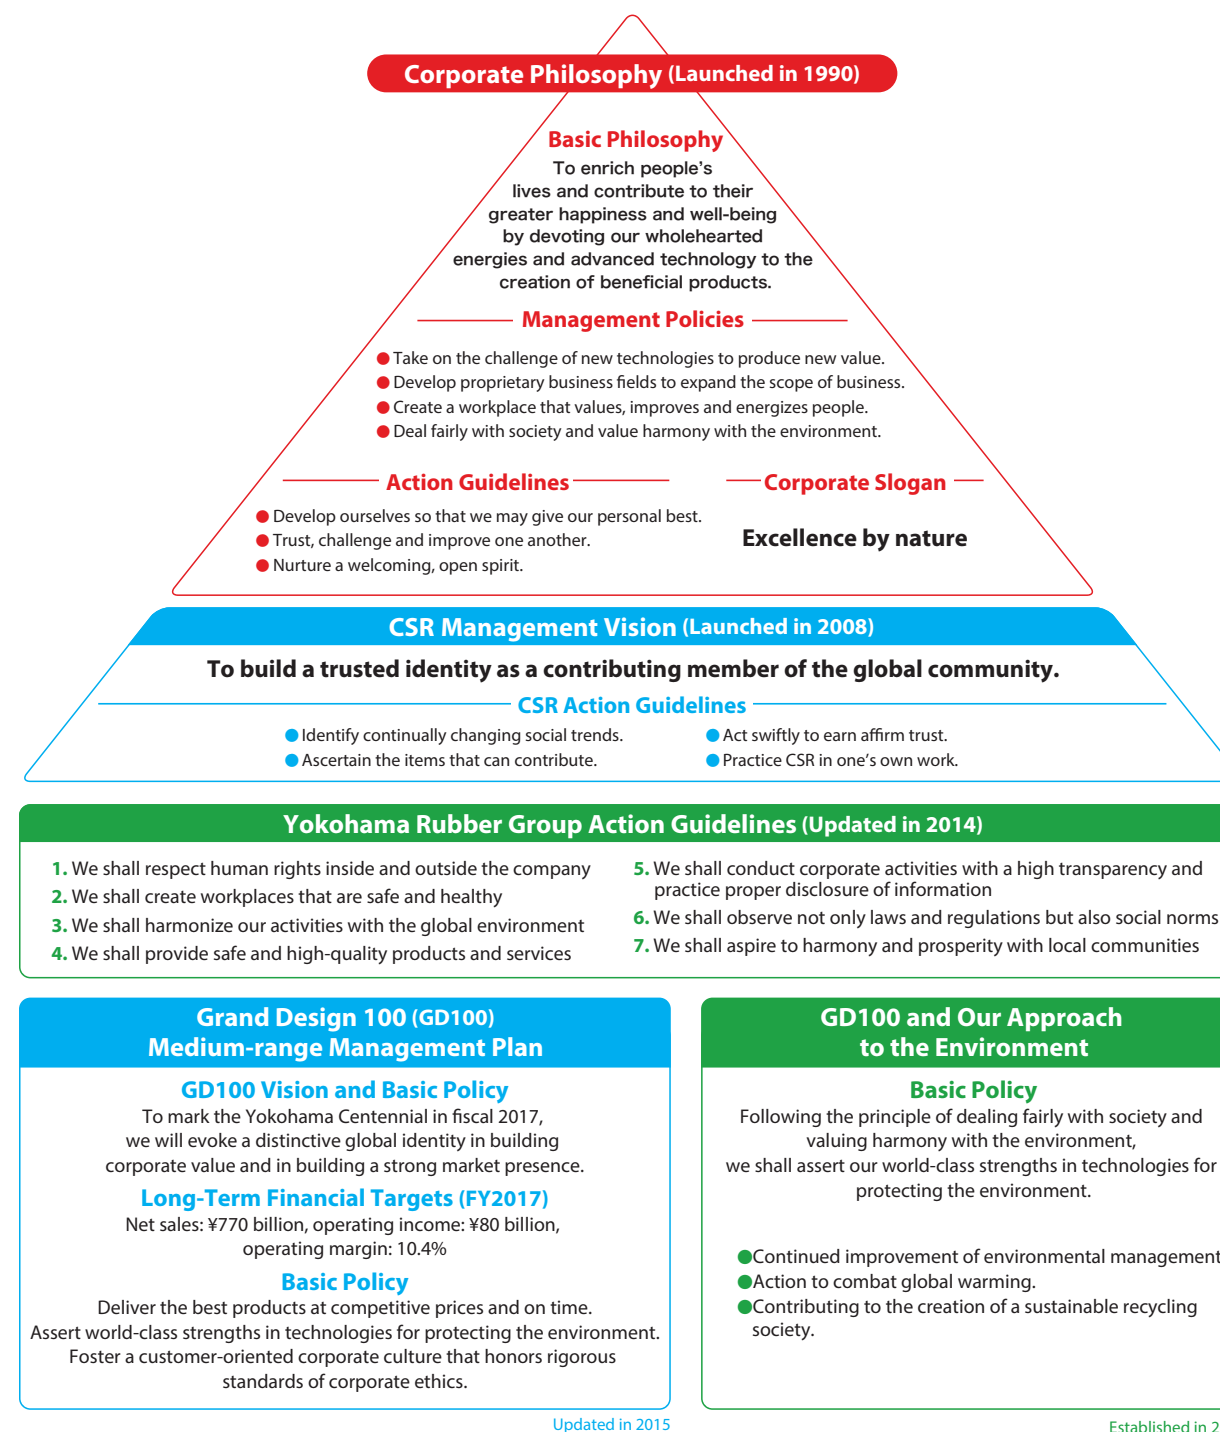 Corporate Philosophy (Launched in 1990)
Basic Philosophy
To enrich people's
lives and contribute to their
greater happiness and well-being
by devoting our wholehearted
energies and advanced technology to the
creation of beneficial products.
Management Policies
● Take on the challenge of new technologies to produce new value.
● Develop proprietary business fields to expand the scope of business.
● Create a workplace that values, improves and energizes people.
● Deal fairly with society and value harmony with the environment.
Action Guidelines
● Develop ourselves so that we may give our personal best.
● Trust, challenge and improve one another.
● Nurture a welcoming, open spirit.
Corporate Slogan
Excellence by nature
CSR Management Vision (Launched in 2008)
To build a trusted identity as a contributing member of the global community.
CSR Action Guidelines
● Identify continually changing social trends.
● Ascertain the items that can contribute.
● Act swiftly to earn affirm trust.
● Practice CSR in one's own work.
Yokohama Rubber Group Action Guidelines (Updated in 2014)
1. We shall respect human rights inside and outside the company
2. We shall create workplaces that are safe and healthy
3. We shall harmonize our activities with the global environment
4. We shall provide safe and high-quality products and services
5. We shall conduct corporate activities with a high transparency and
practice proper disclosure of information
6. We shall observe not only laws and regulations but also social norms
7. We shall aspire to harmony and prosperity with local communities
Grand Design 100 (GD100)
Medium-range Management Plan
GD100 Vision and Basic Policy
To mark the Yokohama Centennial in fiscal 2017,
we will evoke a distinctive global identity in building
corporate value and in building a strong market presence.
Long-Term Financial Targets (FY2017)
Net sales: ¥770 billion, operating income: ¥80 billion,
operating margin: 10.4%
Basic Policy
Deliver the best products at competitive prices and on time.
Assert world-class strengths in technologies for protecting the environment.
Foster a customer-oriented corporate culture that honors rigorous
standards of corporate ethics.
Updated in 2015
GD100 and Our Approach
to the Environment
Basic Policy
Following the principle of dealing fairly with society and
valuing harmony with the environment,
we shall assert our world-class strengths in technologies for
protecting the environment.
●Continued improvement of environmental management
●Action to combat global warming.
●Contributing to the creation of a sustainable recycling
society.
Established in